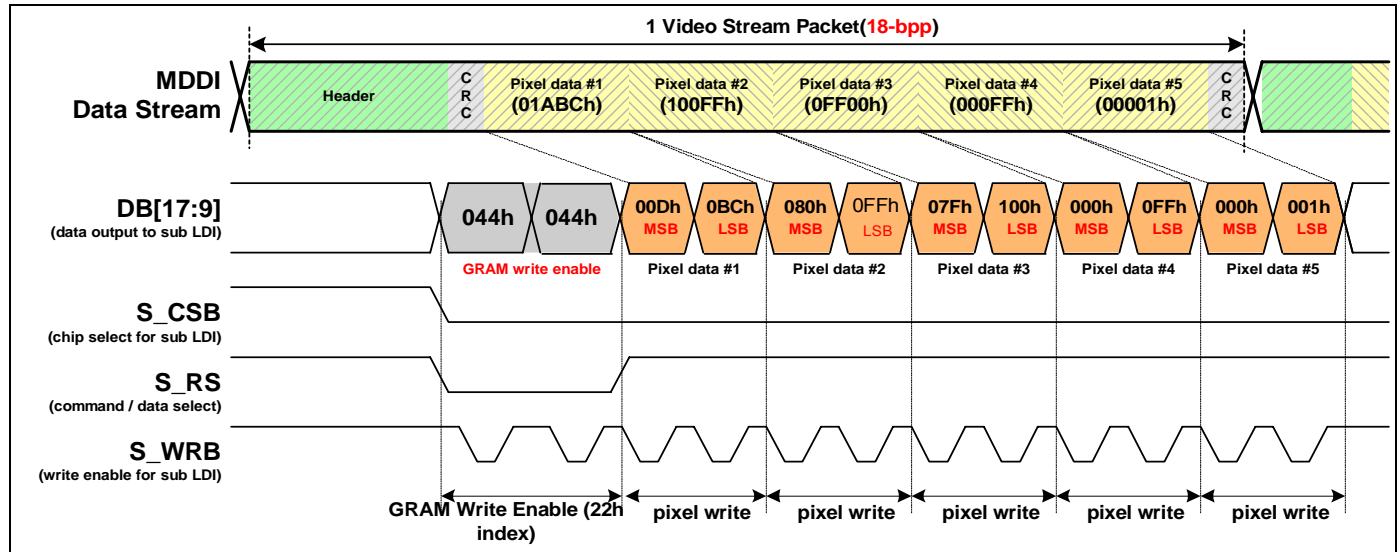 1 Video Stream Packet(18-bpp)
MDDI
Data Stream
Header
C
R
C
Pixel data #1
(01ABCh)
Pixel data #2
(100FFh)
Pixel data #3
(0FF00h)
Pixel data #4
(000FFh)
Pixel data #5
(00001h)
C
R
C
DB[17:9]
(data output to sub LDI)
044h 044h
00Dh 0BCh 080h 0FFh 07Fh 100h 000h 0FFh 000h 001h
MSB LSB MSB LSB MSB LSB MSB LSB MSB LSB
GRAM write enable Pixel data #1 Pixel data #2 Pixel data #3 Pixel data #4 Pixel data #5
S_CSB
(chip select for sub LDI)
S_RS
(command / data select)
S_WRB
(write enable for sub LDI)
GRAM Write Enable (22h
index)
pixel write pixel write pixel write pixel write pixel write